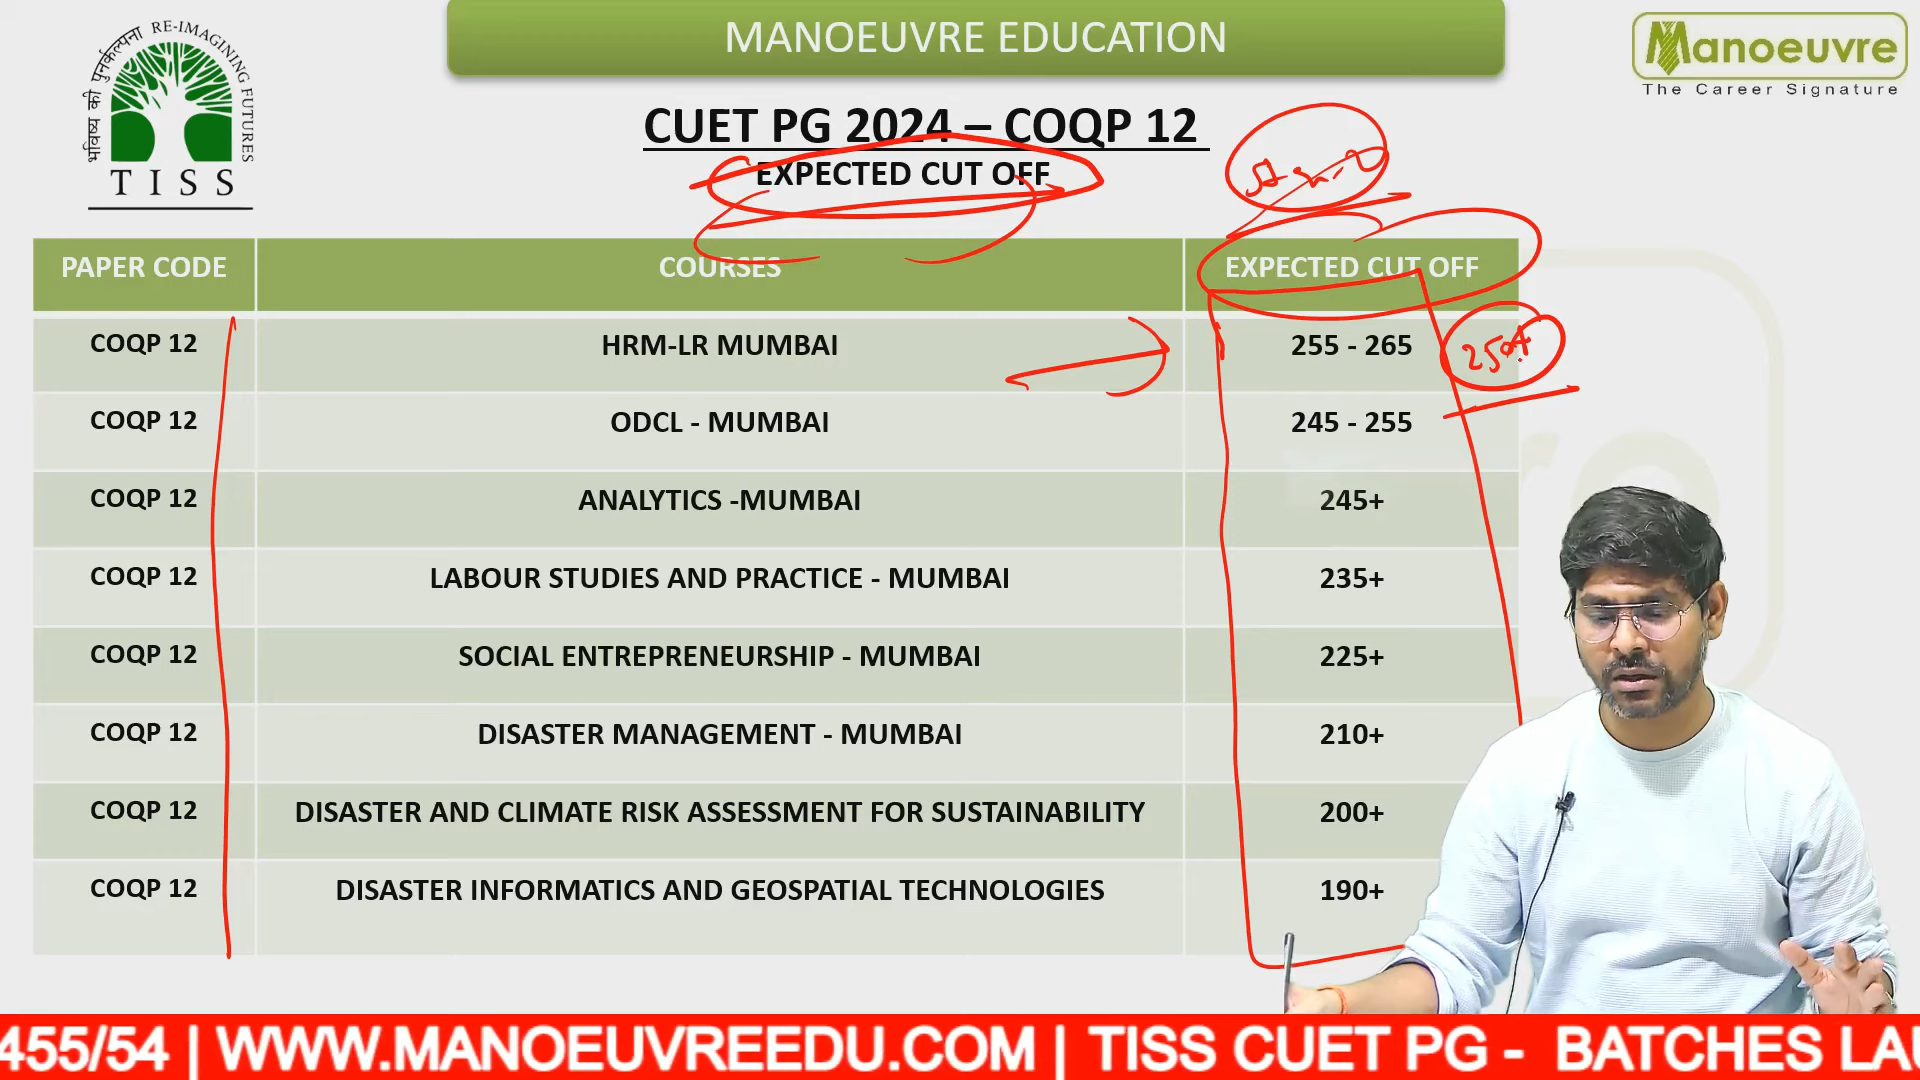 भविष्य की पुनर्कल्पना RE-IMAGINING FUTURES
TISS
MANOEUVRE EDUCATION
Manoeuvre
The Career Signature
CUET PG 2024 – COQP 12
EXPECTED CUT OFF
PAPER CODE COURSES EXPECTED CUT OFF
COQP 12 HRM-LR MUMBAI 255 - 265 250+
COQP 12 ODCL - MUMBAI 245 - 255
COQP 12 ANALYTICS -MUMBAI 245+
COQP 12 LABOUR STUDIES AND PRACTICE - MUMBAI 235+
COQP 12 SOCIAL ENTREPRENEURSHIP - MUMBAI 225+
COQP 12 DISASTER MANAGEMENT - MUMBAI 210+
COQP 12 DISASTER AND CLIMATE RISK ASSESSMENT FOR SUSTAINABILITY 200+
COQP 12 DISASTER INFORMATICS AND GEOSPATIAL TECHNOLOGIES 190+
455/54 | WWW.MANOEUVREEDU.COM | TISS CUET PG - BATCHES LAU